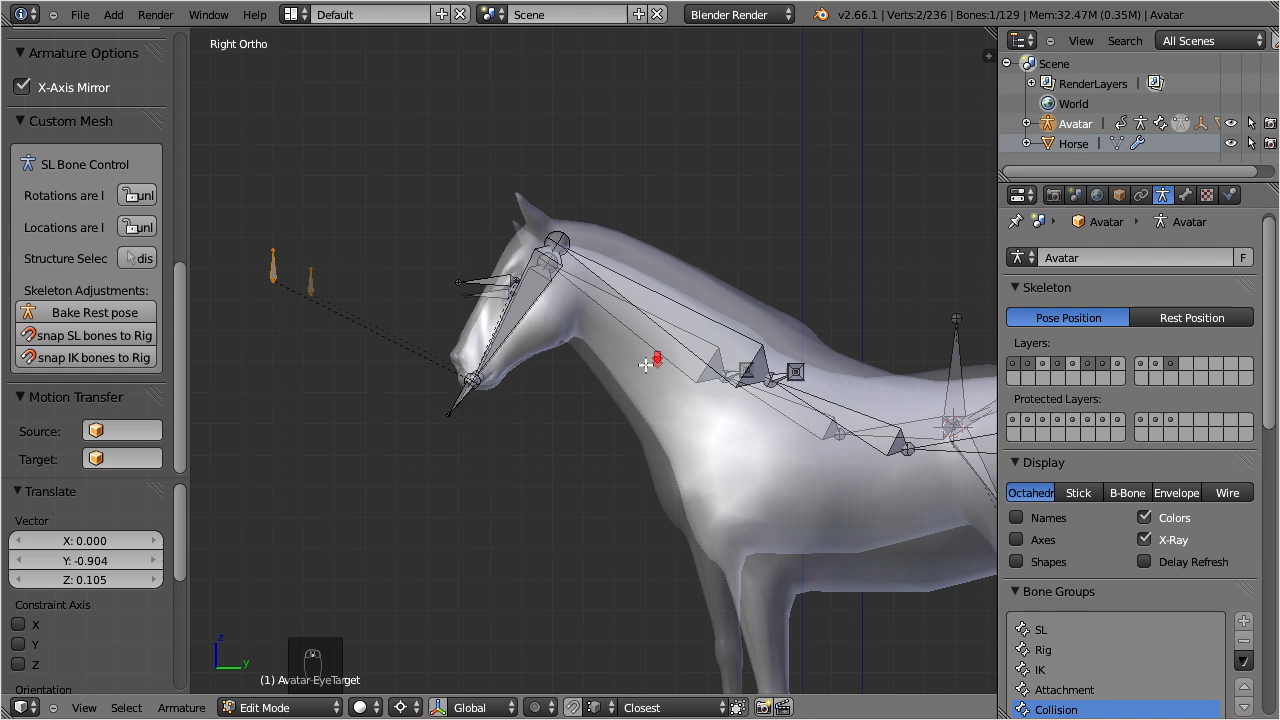 File Add Render Window Help Default Scene Blender Render v2.66.1 | Verts:2/236 | Bones:1/129 | Mem:32.47M (0.35M) | Avatar
Armature Options
X-Axis Mirror
Custom Mesh
SL Bone Control
Rotations are l unl
Locations are l unl
Structure Selec dis
Skeleton Adjustments:
Bake Rest pose
snap SL bones to Rig
snap IK bones to Rig
Motion Transfer
Source:
Target:
Translate
Vector
X: 0.000
Y: -0.904
Z: 0.105
Constraint Axis
X
Y
Z
Orientation
Right Ortho
z
y
(1) Avatar EyeTarget
View Select Armature Edit Mode Global Closest
View Search All Scenes
Scene
RenderLayers
World
Avatar
Horse
Avatar Avatar
Avatar F
Skeleton
Pose Position Rest Position
Layers:
Protected Layers:
Display
Octahedr Stick B-Bone Envelope Wire
Names Colors
Axes X-Ray
Shapes Delay Refresh
Bone Groups
SL
Rig
IK
Attachment
Collision